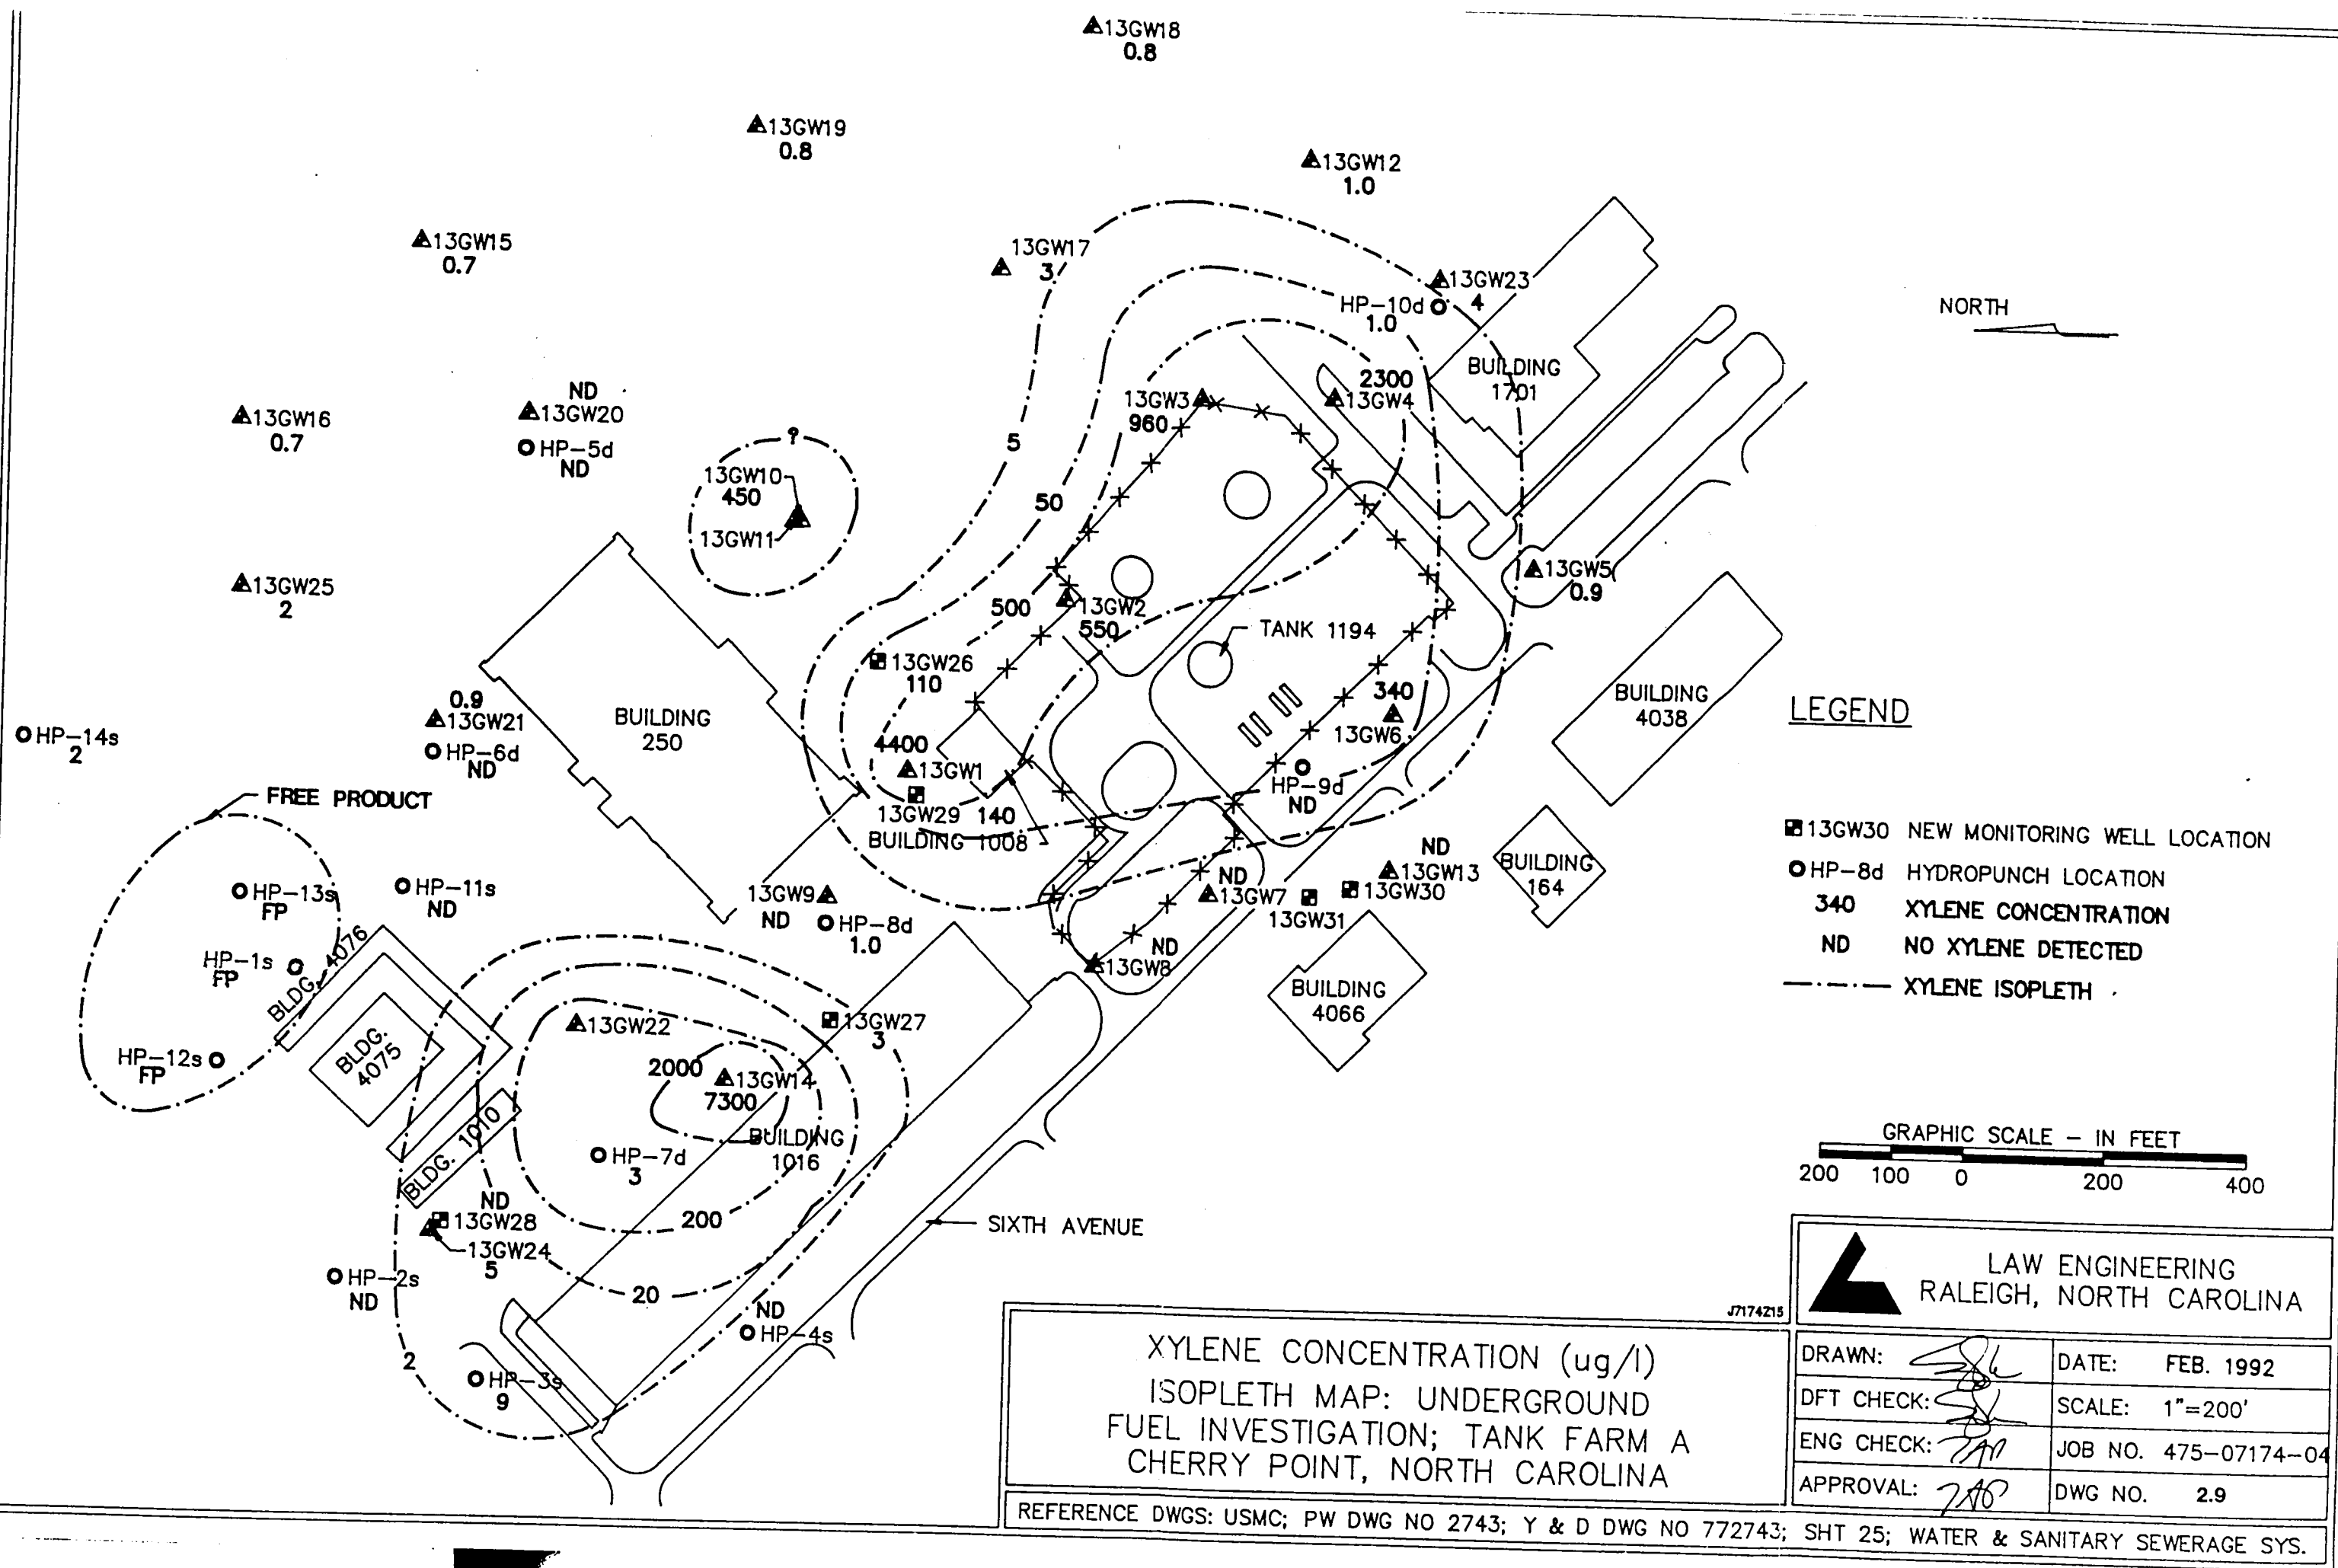 13GW18
0.8
13GW19
0.8
13GW12
1.0
13GW15
0.7
13GW17
3
13GW23
4
HP-10d
1.0
NORTH
BUILDING
1701
2300
13GW4
13GW3
960
ND
13GW20
HP-5d
ND
13GW16
0.7
5
?
13GW10
450
13GW11
50
13GW25
2
500
13GW2
550
13GW5
0.9
TANK 1194
13GW26
110
340
13GW6
BUILDING
4038
LEGEND
0.9
13GW21
HP-6d
ND
BUILDING
250
HP-14s
2
4400
13GW1
13GW29
140
BUILDING 1008
HP-9d
ND
FREE PRODUCT
13GW30 NEW MONITORING WELL LOCATION
HP-8d HYDROPUNCH LOCATION
340 XYLENE CONCENTRATION
ND NO XYLENE DETECTED
XYLENE ISOPLETH
ND
13GW13
BUILDING
164
ND
13GW7
13GW30
13GW31
HP-13s
FP
HP-11s
ND
13GW9
ND
HP-8d
1.0
ND
13GW8
HP-1s
FP
BLDG. 4076
BUILDING
4066
13GW22
13GW27
3
HP-12s
FP
BLDG.
4075
2000
13GW14
7300
BUILDING
1016
BLDG. 1010
HP-7d
3
GRAPHIC SCALE - IN FEET
200 100 0 200 400
ND
13GW28
13GW24
5
200
SIXTH AVENUE
HP-2s
ND
20
ND
HP-4s
2
HP-3s
9
J7174Z15
LAW ENGINEERING
RALEIGH, NORTH CAROLINA
XYLENE CONCENTRATION (ug/l)
ISOPLETH MAP: UNDERGROUND
FUEL INVESTIGATION; TANK FARM A
CHERRY POINT, NORTH CAROLINA
DRAWN:
DATE: FEB. 1992
DFT CHECK:
SCALE: 1"=200'
ENG CHECK:
JOB NO. 475-07174-04
APPROVAL:
DWG NO. 2.9
REFERENCE DWGS: USMC; PW DWG NO 2743; Y & D DWG NO 772743; SHT 25; WATER & SANITARY SEWERAGE SYS.